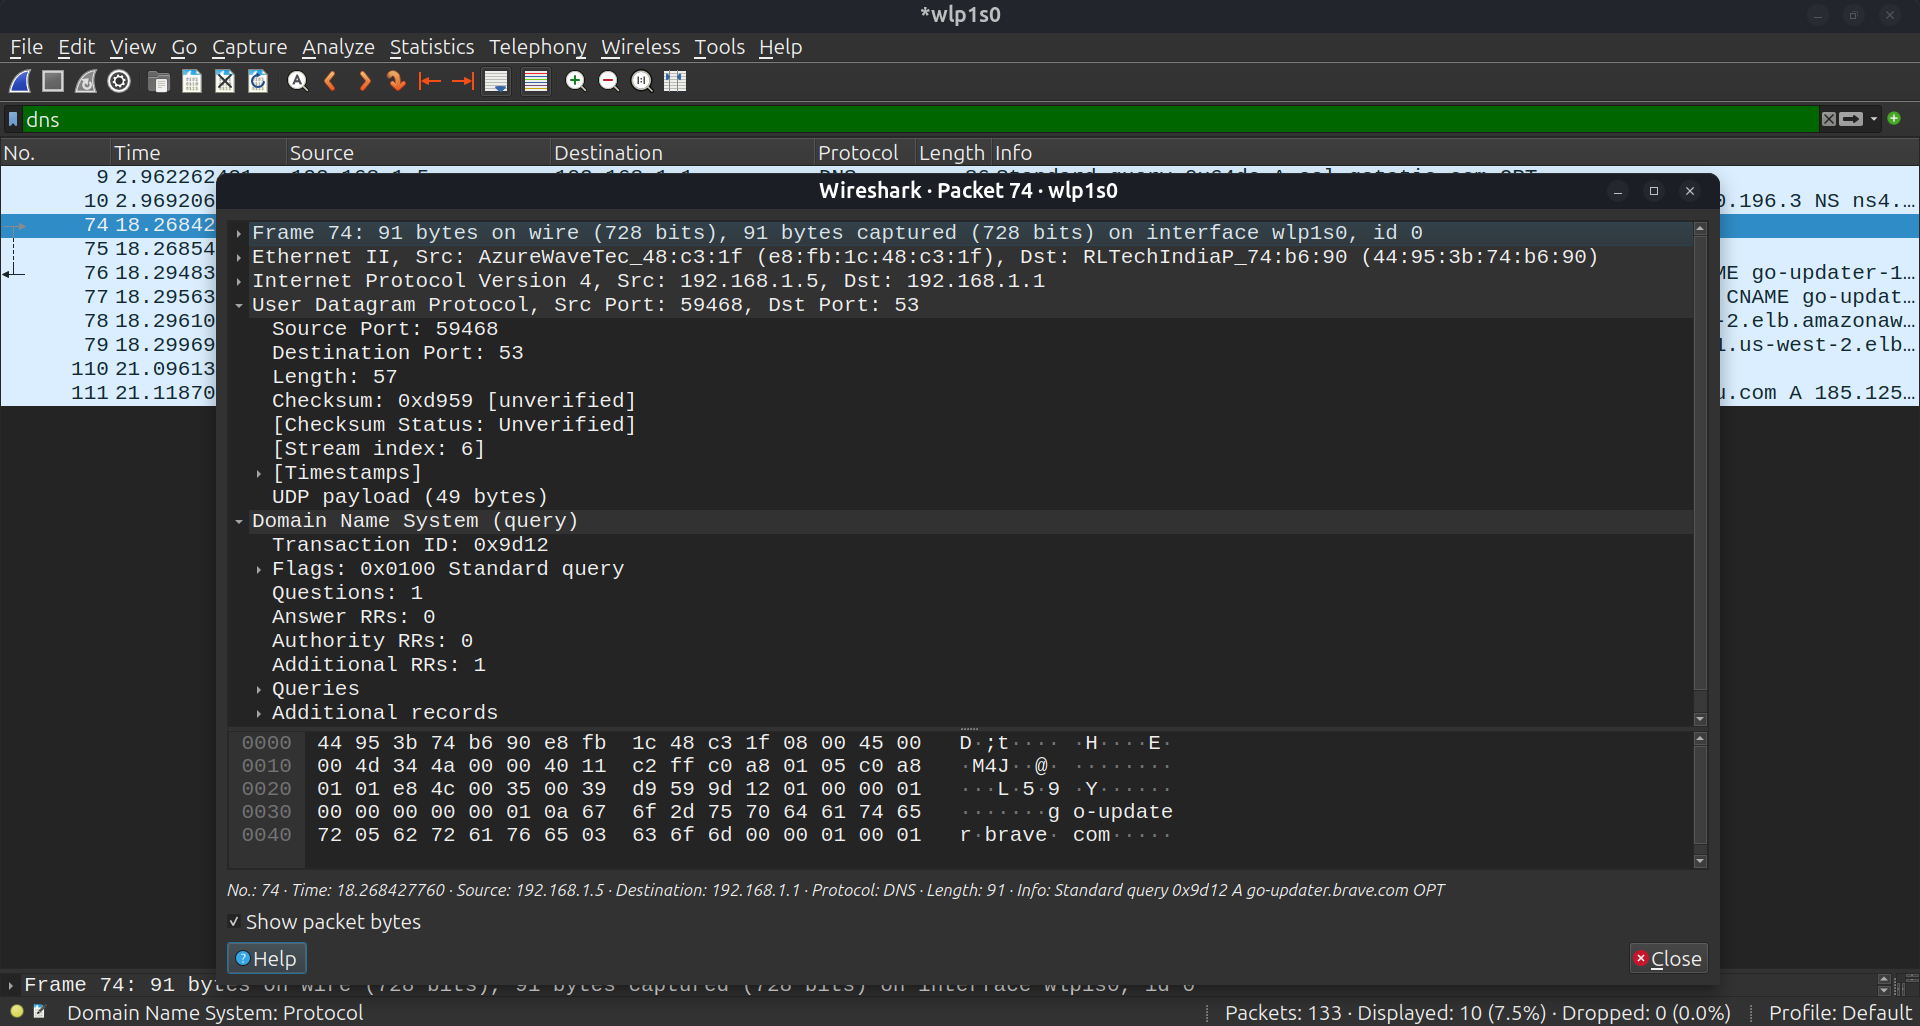 *wlp1s0
File Edit View Go Capture Analyze Statistics Telephony Wireless Tools Help
dns
No. Time Source Destination Protocol Length Info
9 2.962262
10 2.969206 0.196.3 NS ns4.…
74 18.26842
75 18.26854
76 18.29483 ME go-updater-1…
77 18.29563 CNAME go-updat…
78 18.29610 -2.elb.amazonaw…
79 18.29969 1.us-west-2.elb…
110 21.09613
111 21.11870 u.com A 185.125…
Wireshark · Packet 74 · wlp1s0
Frame 74: 91 bytes on wire (728 bits), 91 bytes captured (728 bits) on interface wlp1s0, id 0
Ethernet II, Src: AzureWaveTec_48:c3:1f (e8:fb:1c:48:c3:1f), Dst: RLTechIndiaP_74:b6:90 (44:95:3b:74:b6:90)
Internet Protocol Version 4, Src: 192.168.1.5, Dst: 192.168.1.1
User Datagram Protocol, Src Port: 59468, Dst Port: 53
Source Port: 59468
Destination Port: 53
Length: 57
Checksum: 0xd959 [unverified]
[Checksum Status: Unverified]
[Stream index: 6]
[Timestamps]
UDP payload (49 bytes)
Domain Name System (query)
Transaction ID: 0x9d12
Flags: 0x0100 Standard query
Questions: 1
Answer RRs: 0
Authority RRs: 0
Additional RRs: 1
Queries
Additional records
0000 44 95 3b 74 b6 90 e8 fb 1c 48 c3 1f 08 00 45 00 D·;t···· ·H····E·
0010 00 4d 34 4a 00 00 40 11 c2 ff c0 a8 01 05 c0 a8 ·M4J··@· ········
0020 01 01 e8 4c 00 35 00 39 d9 59 9d 12 01 00 00 01 ···L·5·9 ·Y······
0030 00 00 00 00 00 01 0a 67 6f 2d 75 70 64 61 74 65 ·······g o-update
0040 72 05 62 72 61 76 65 03 63 6f 6d 00 00 01 00 01 r·brave· com·····
No.: 74 · Time: 18.268427760 · Source: 192.168.1.5 · Destination: 192.168.1.1 · Protocol: DNS · Length: 91 · Info: Standard query 0x9d12 A go-updater.brave.com OPT
Show packet bytes
Help
Close
Frame 74: 91 bytes on wire (728 bits), 91 bytes captured (728 bits) on interface wlp1s0, id 0
Domain Name System: Protocol
Packets: 133 · Displayed: 10 (7.5%) · Dropped: 0 (0.0%)
Profile: Default